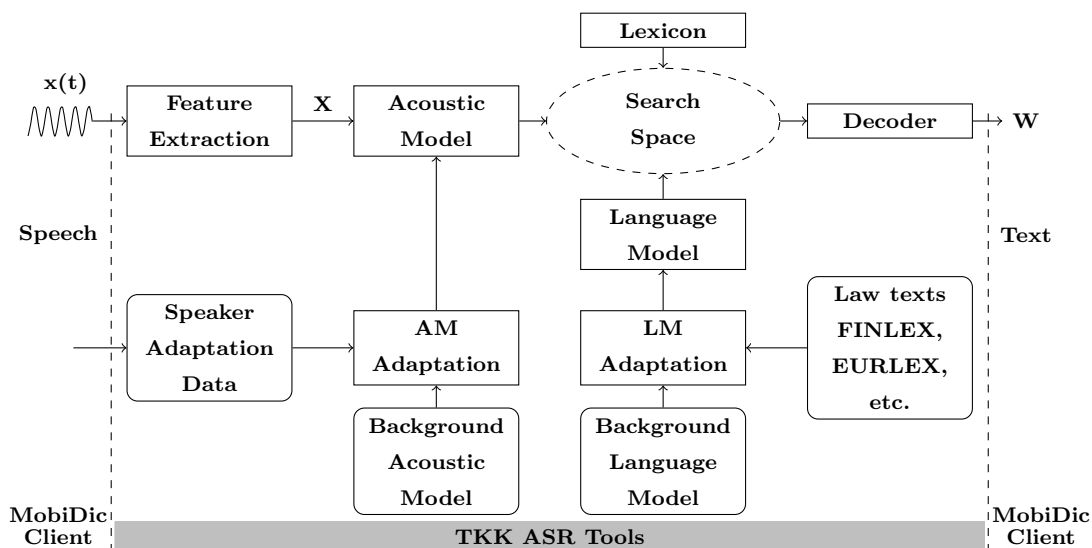 Lexicon
x(t)
Feature
Extraction
X
Acoustic
Model
Search
Space
Decoder
W
Speech
Language
Model
Text
Speaker
Adaptation
Data
AM
Adaptation
LM
Adaptation
Law texts
FINLEX,
EURLEX,
etc.
Background
Acoustic
Model
Background
Language
Model
MobiDic
Client
TKK ASR Tools
MobiDic
Client